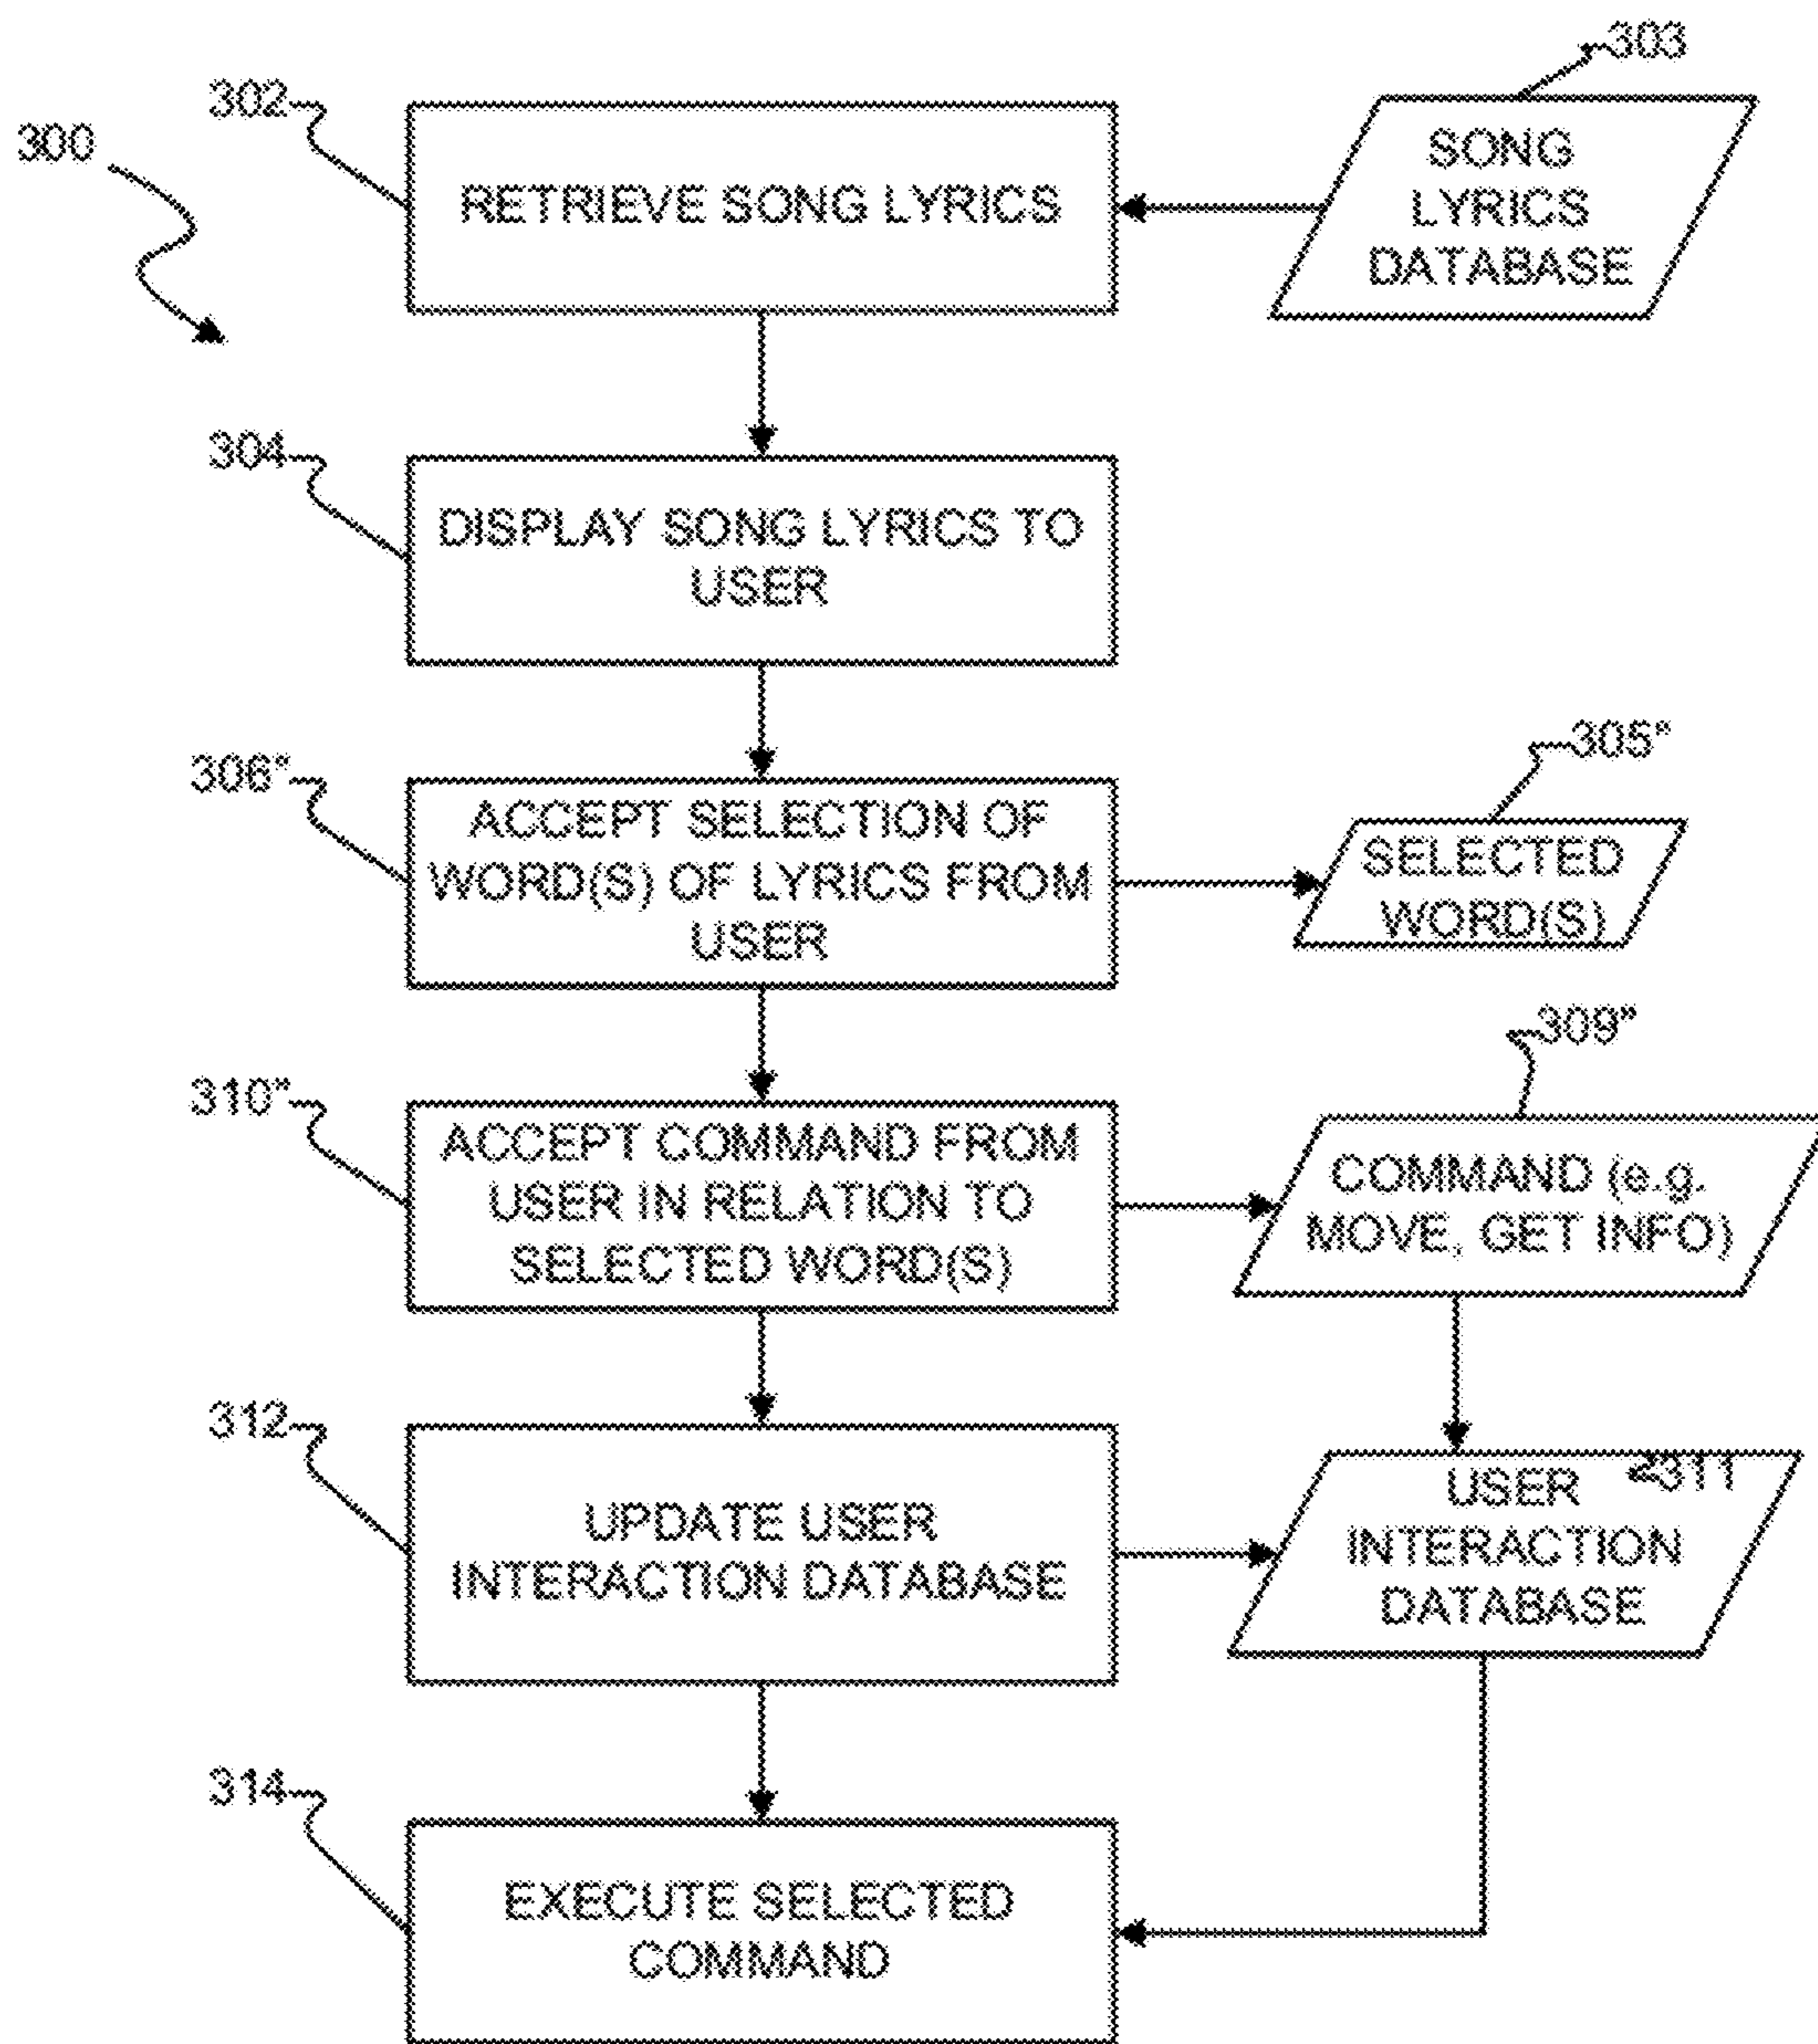 303
302
300
RETRIEVE SONG LYRICS
SONG
LYRICS
DATABASE
304
DISPLAY SONG LYRICS TO
USER
306"
ACCEPT SELECTION OF
WORD(S) OF LYRICS FROM
USER
305"
SELECTED
WORD(S)
310"
ACCEPT COMMAND FROM
USER IN RELATION TO
SELECTED WORD(S)
309"
COMMAND (e.g.
MOVE, GET INFO)
312
UPDATE USER
INTERACTION DATABASE
311
USER
INTERACTION
DATABASE
314
EXECUTE SELECTED
COMMAND